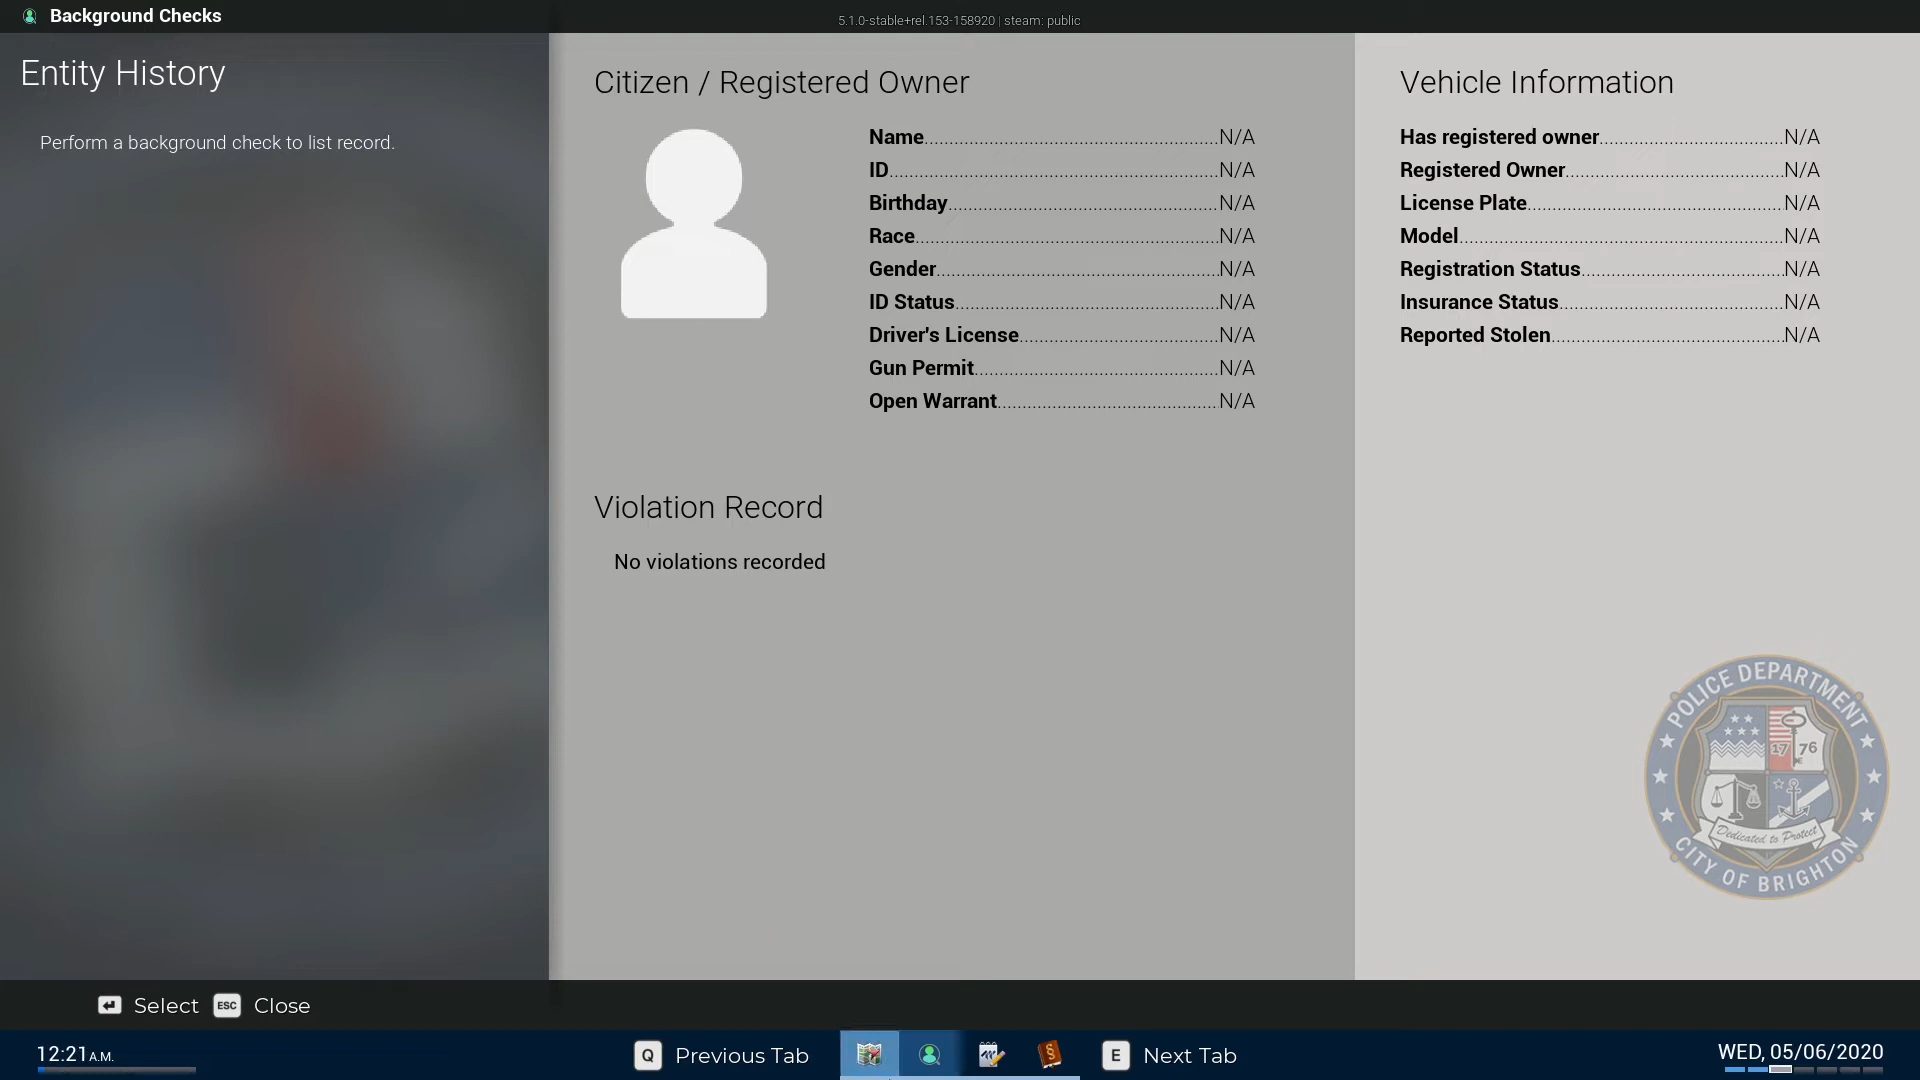 Background Checks
5.1.0-stable+rel.153-158920 | steam: public
Entity History
Perform a background check to list record.
Citizen / Registered Owner
Name........................N/A
ID........................N/A
Birthday........................N/A
Race........................N/A
Gender........................N/A
ID Status........................N/A
Driver's License........................N/A
Gun Permit........................N/A
Open Warrant........................N/A
Violation Record
No violations recorded
Vehicle Information
Has registered owner........................N/A
Registered Owner........................N/A
License Plate........................N/A
Model........................N/A
Registration Status........................N/A
Insurance Status........................N/A
Reported Stolen........................N/A
POLICE DEPARTMENT
17 76
Dedicated to Protect
CITY OF BRIGHTON
Select ESC Close
12:21 A.M.
Q Previous Tab
§
E Next Tab
WED, 05/06/2020